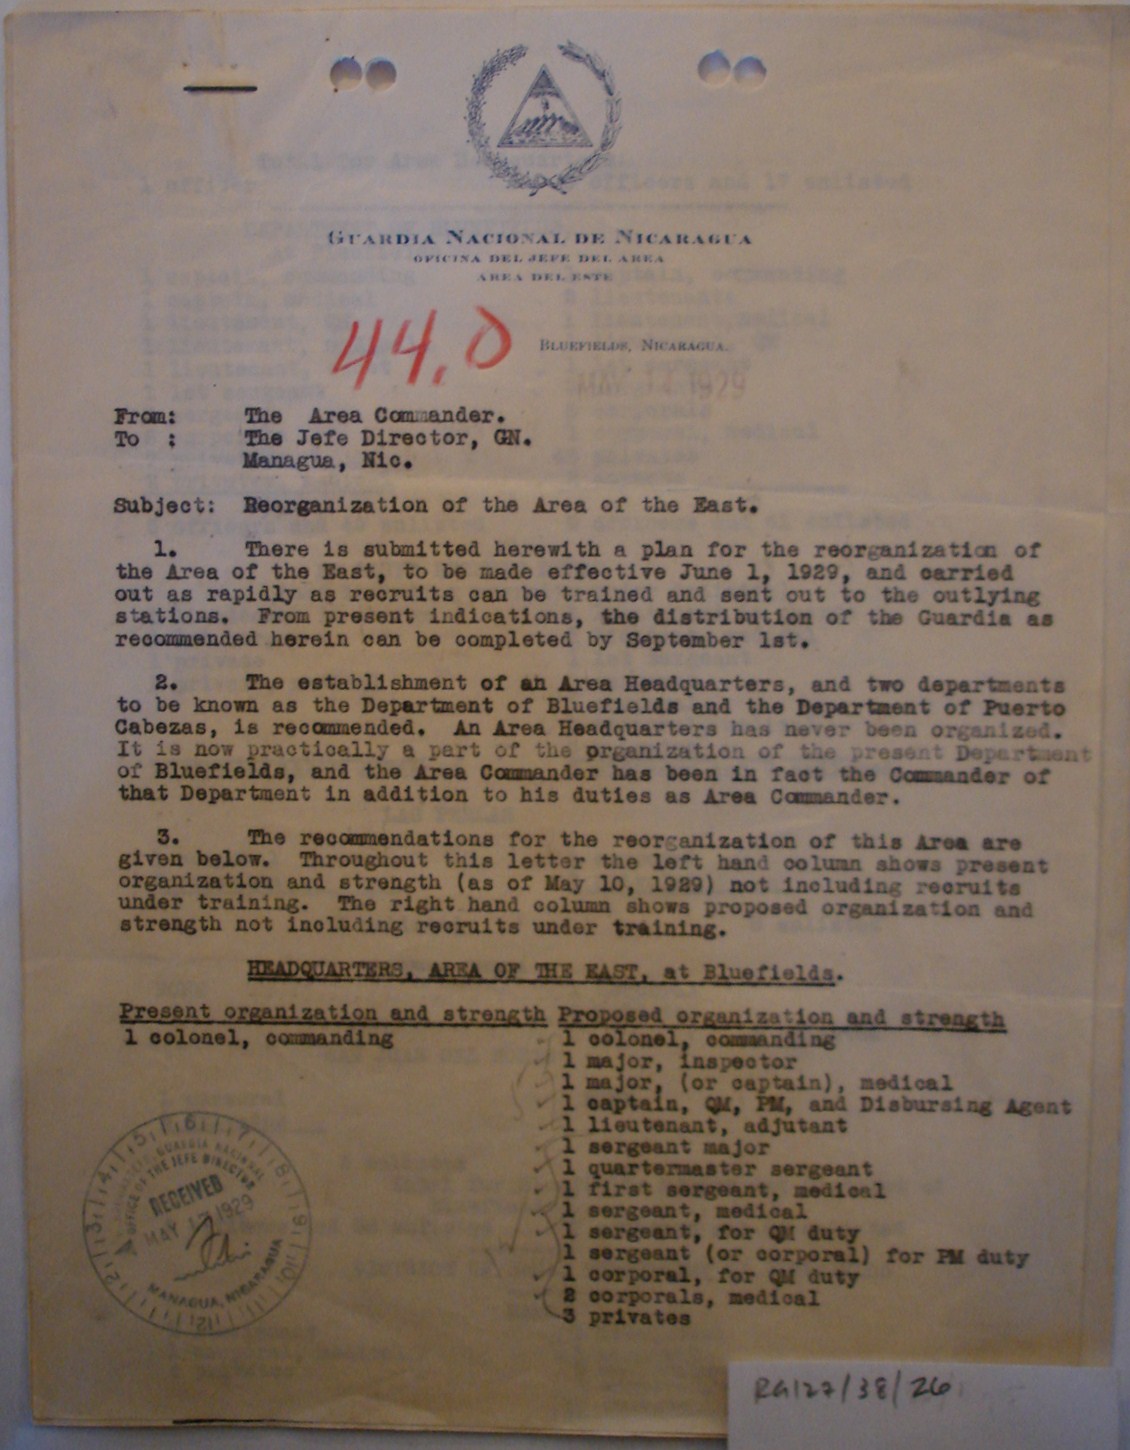 GUARDIA NACIONAL DE NICARAGUA
OFICINA DEL JEFE DEL AREA
AREA DEL ESTE
44.0
BLUEFIELDS, NICARAGUA.
MAY 1929
From: The Area Commander.
To : The Jefe Director, GN.
Managua, Nic.
Subject: Reorganization of the Area of the East.
1. There is submitted herewith a plan for the reorganization of
the Area of the East, to be made effective June 1, 1929, and carried
out as rapidly as recruits can be trained and sent out to the outlying
stations. From present indications, the distribution of the Guardia as
recommended herein can be completed by September 1st.
2. The establishment of an Area Headquarters, and two departments
to be known as the Department of Bluefields and the Department of Puerto
Cabezas, is recommended. An Area Headquarters has never been organized.
It is now practically a part of the organization of the present Department
of Bluefields, and the Area Commander has been in fact the Commander of
that Department in addition to his duties as Area Commander.
3. The recommendations for the reorganization of this Area are
given below. Throughout this letter the left hand column shows present
organization and strength (as of May 10, 1929) not including recruits
under training. The right hand column shows proposed organization and
strength not including recruits under training.
HEADQUARTERS, AREA OF THE EAST, at Bluefields.
Present organization and strength Proposed organization and strength
1 colonel, commanding 1 colonel, commanding
1 major, inspector
1 major, (or captain), medical
1 captain, QM, PM, and Disbursing Agent
1 lieutenant, adjutant
1 sergeant major
1 quartermaster sergeant
1 first sergeant, medical
1 sergeant, medical
1 sergeant, for QM duty
1 sergeant (or corporal) for PM duty
1 corporal, for QM duty
2 corporals, medical
3 privates
GUARDIA NACIONAL
OFFICE OF THE JEFE DIRECTOR
RECEIVED
MAY 17 1929
MANAGUA, NICARAGUA
RG127/38/26